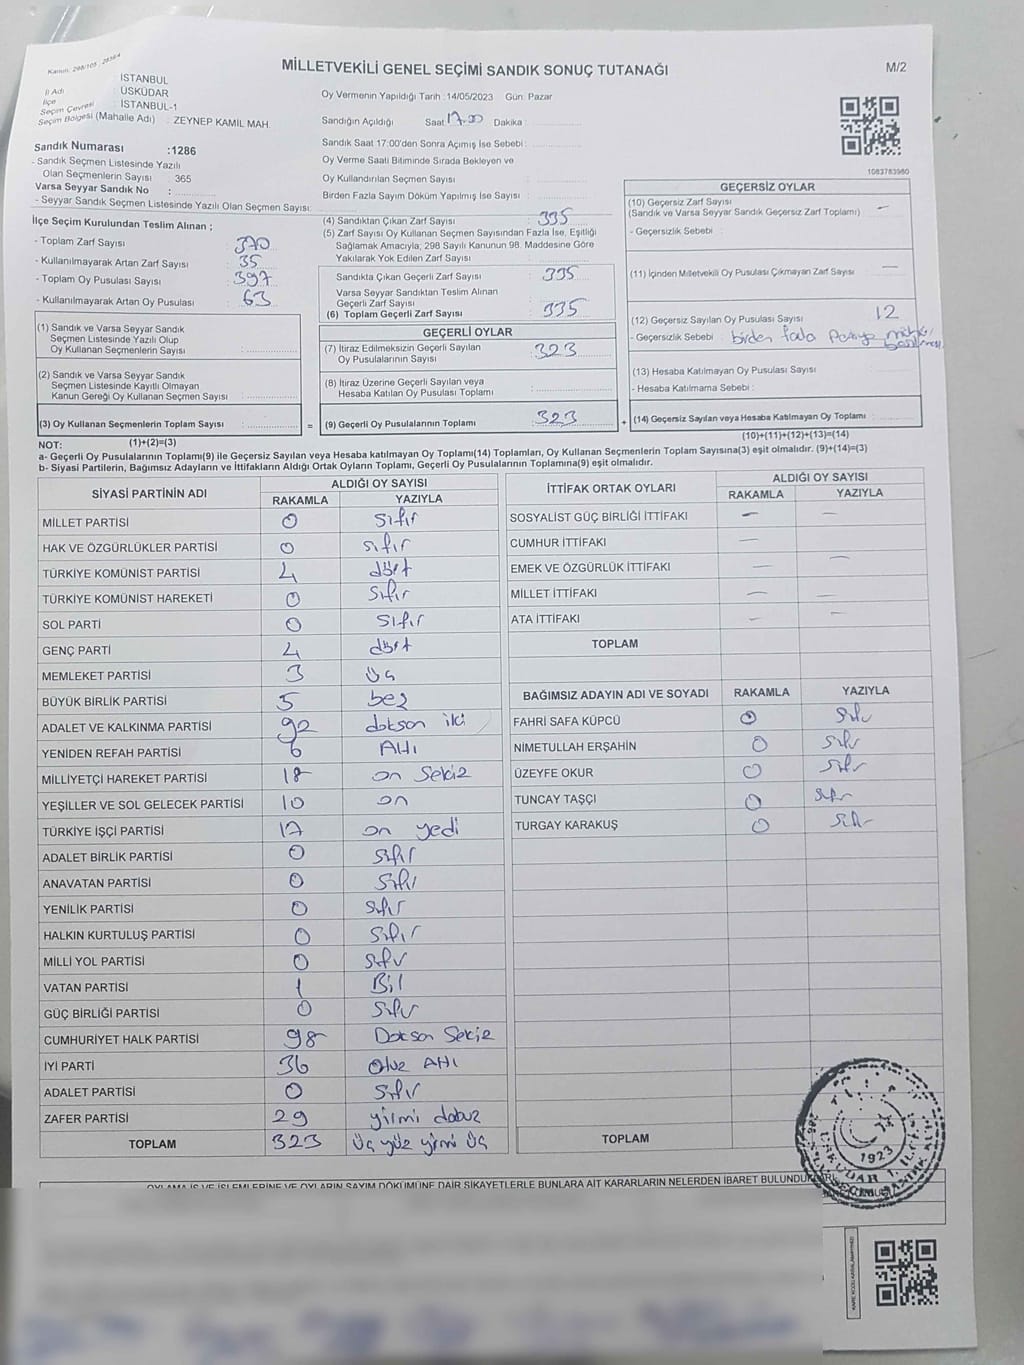 Kanun: 298/105
MİLLETVEKİLİ GENEL SEÇİMİ SANDIK SONUÇ TUTANAĞI
M/2
İl Adı : İSTANBUL
İlçe : ÜSKÜDAR
Seçim Çevresi : İSTANBUL-1
Seçim Bölgesi (Mahalle Adı) : ZEYNEP KAMİL MAH.
Sandık Numarası :1286
- Sandık Seçmen Listesinde Yazılı
Olan Seçmenlerin Sayısı : 365
Varsa Seyyar Sandık No :
- Seyyar Sandık Seçmen Listesinde Yazılı Olan Seçmen Sayısı:
Oy Vermenin Yapıldığı Tarih :14/05/2023 Gün: Pazar
Sandığın Açıldığı Saat 17.00 Dakika :
Sandık Saat 17:00'den Sonra Açımış İse Sebebi:
Oy Verme Saati Bitiminde Sırada Bekleyen ve
Oy Kullandırılan Seçmen Sayısı :
Birden Fazla Sayım Döküm Yapılmış İse Sayısı :
1083783980
İlçe Seçim Kurulundan Teslim Alınan ;
- Toplam Zarf Sayısı : 370
- Kullanılmayarak Artan Zarf Sayısı : 35
- Toplam Oy Pusulası Sayısı : 397
- Kullanılmayarak Artan Oy Pusulası : 63
(4) Sandıktan Çıkan Zarf Sayısı : 335
(5) Zarf Sayısı Oy Kullanan Seçmen Sayısından Fazla İse, Eşitliği
Sağlamak Amacıyla; 298 Sayılı Kanunun 98. Maddesine Göre
Yakılarak Yok Edilen Zarf Sayısı :
Sandıkta Çıkan Geçerli Zarf Sayısı : 335
Varsa Seyyar Sandıktan Teslim Alınan
Geçerli Zarf Sayısı :
(6) Toplam Geçerli Zarf Sayısı : 335
GEÇERSİZ OYLAR
(10) Geçersiz Zarf Sayısı : -
(Sandık ve Varsa Seyyar Sandık Geçersiz Zarf Toplamı)
- Geçersizlik Sebebi :
(11) İçinden Milletvekili Oy Pusulası Çıkmayan Zarf Sayısı : -
(12) Geçersiz Sayılan Oy Pusulası Sayısı : 12
- Geçersizlik Sebebi : birden fazla
(13) Hesaba Katılmayan Oy Pusulası Sayısı :
- Hesaba Katılmama Sebebi :
(14) Geçersiz Sayılan veya Hesaba Katılmayan Oy Toplamı :
(10)+(11)+(12)+(13)=(14)
(1) Sandık ve Varsa Seyyar Sandık
Seçmen Listesinde Yazılı Olup
Oy Kullanan Seçmenlerin Sayısı :
(2) Sandık ve Varsa Seyyar Sandık
Seçmen Listesinde Kayıtlı Olmayan
Kanun Gereği Oy Kullanan Seçmen Sayısı :
(3) Oy Kullanan Seçmenlerin Toplam Sayısı : =
GEÇERLİ OYLAR
(7) İtiraz Edilmeksizin Geçerli Sayılan
Oy Pusulalarının Sayısı : 323
(8) İtiraz Üzerine Geçerli Sayılan veya
Hesaba Katılan Oy Pusulası Toplamı :
(9) Geçerli Oy Pusulalarının Toplamı : 323 +
NOT: (1)+(2)=(3)
a- Geçerli Oy Pusulalarının Toplamı(9) ile Geçersiz Sayılan veya Hesaba katılmayan Oy Toplamı(14) Toplamları, Oy Kullanan Seçmenlerin Toplam Sayısına(3) eşit olmalıdır. (9)+(14)=(3)
b- Siyasi Partilerin, Bağımsız Adayların ve İttifakların Aldığı Ortak Oyların Toplamı, Geçerli Oy Pusulalarının Toplamına(9) eşit olmalıdır.
SİYASİ PARTİNİN ADI ALDIĞI OY SAYISI
RAKAMLA YAZIYLA
MİLLET PARTİSİ 0 sıfır
HAK VE ÖZGÜRLÜKLER PARTİSİ 0 sıfır
TÜRKİYE KOMÜNİST PARTİSİ 4 dört
TÜRKİYE KOMÜNİST HAREKETİ 0 sıfır
SOL PARTİ 0 sıfır
GENÇ PARTİ 4 dört
MEMLEKET PARTİSİ 3 üç
BÜYÜK BİRLİK PARTİSİ 5 beş
ADALET VE KALKINMA PARTİSİ 92 doksan iki
YENİDEN REFAH PARTİSİ 6 Altı
MİLLİYETÇİ HAREKET PARTİSİ 18 on sekiz
YEŞİLLER VE SOL GELECEK PARTİSİ 10 on
TÜRKİYE İŞÇİ PARTİSİ 17 on yedi
ADALET BİRLİK PARTİSİ 0 sıfır
ANAVATAN PARTİSİ 0 sıfır
YENİLİK PARTİSİ 0 sıfır
HALKIN KURTULUŞ PARTİSİ 0 sıfır
MİLLİ YOL PARTİSİ 0 sıfır
VATAN PARTİSİ 1 Bir
GÜÇ BİRLİĞİ PARTİSİ 0 sıfır
CUMHURİYET HALK PARTİSİ 98 Doksan Sekiz
İYİ PARTİ 36 Otuz Altı
ADALET PARTİSİ 0 sıfır
ZAFER PARTİSİ 29 yirmi dokuz
TOPLAM 323 üç yüz yirmi üç
İTTİFAK ORTAK OYLARI ALDIĞI OY SAYISI
RAKAMLA YAZIYLA
SOSYALİST GÜÇ BİRLİĞİ İTTİFAKI - -
CUMHUR İTTİFAKI -
EMEK VE ÖZGÜRLÜK İTTİFAKI - -
MİLLET İTTİFAKI - -
ATA İTTİFAKI - -
TOPLAM
BAĞIMSIZ ADAYIN ADI VE SOYADI RAKAMLA YAZIYLA
FAHRİ SAFA KÜPCÜ 0 sıfır
NİMETULLAH ERŞAHİN 0 sıfır
ÜZEYFE OKUR 0 sıfır
TUNCAY TAŞÇI 0 sıfır
TURGAY KARAKUŞ 0 sıfır
TOPLAM
1923
OYLAMA İŞ VE İŞLEMLERİNE VE OYLARIN SAYIM DÖKÜMÜNE DAİR ŞİKAYETLERLE BUNLARA AİT KARARLARIN NELERDEN İBARET BULUNDUĞU